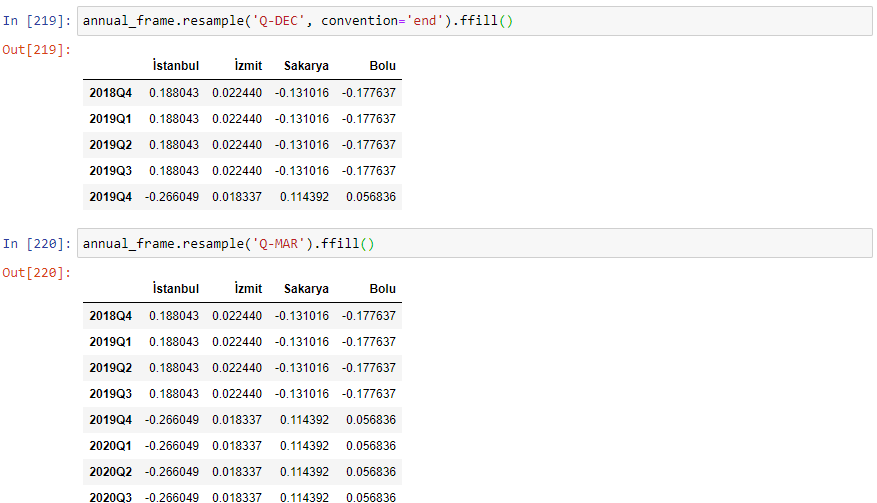 In [219]: annual_frame.resample('Q-DEC', convention='end').ffill()
Out[219]:
İstanbul İzmit Sakarya Bolu
2018Q4 0.188043 0.022440 -0.131016 -0.177637
2019Q1 0.188043 0.022440 -0.131016 -0.177637
2019Q2 0.188043 0.022440 -0.131016 -0.177637
2019Q3 0.188043 0.022440 -0.131016 -0.177637
2019Q4 -0.266049 0.018337 0.114392 0.056836
In [220]: annual_frame.resample('Q-MAR').ffill()
Out[220]:
İstanbul İzmit Sakarya Bolu
2018Q4 0.188043 0.022440 -0.131016 -0.177637
2019Q1 0.188043 0.022440 -0.131016 -0.177637
2019Q2 0.188043 0.022440 -0.131016 -0.177637
2019Q3 0.188043 0.022440 -0.131016 -0.177637
2019Q4 -0.266049 0.018337 0.114392 0.056836
2020Q1 -0.266049 0.018337 0.114392 0.056836
2020Q2 -0.266049 0.018337 0.114392 0.056836
2020Q3 -0.266049 0.018337 0.114392 0.056836